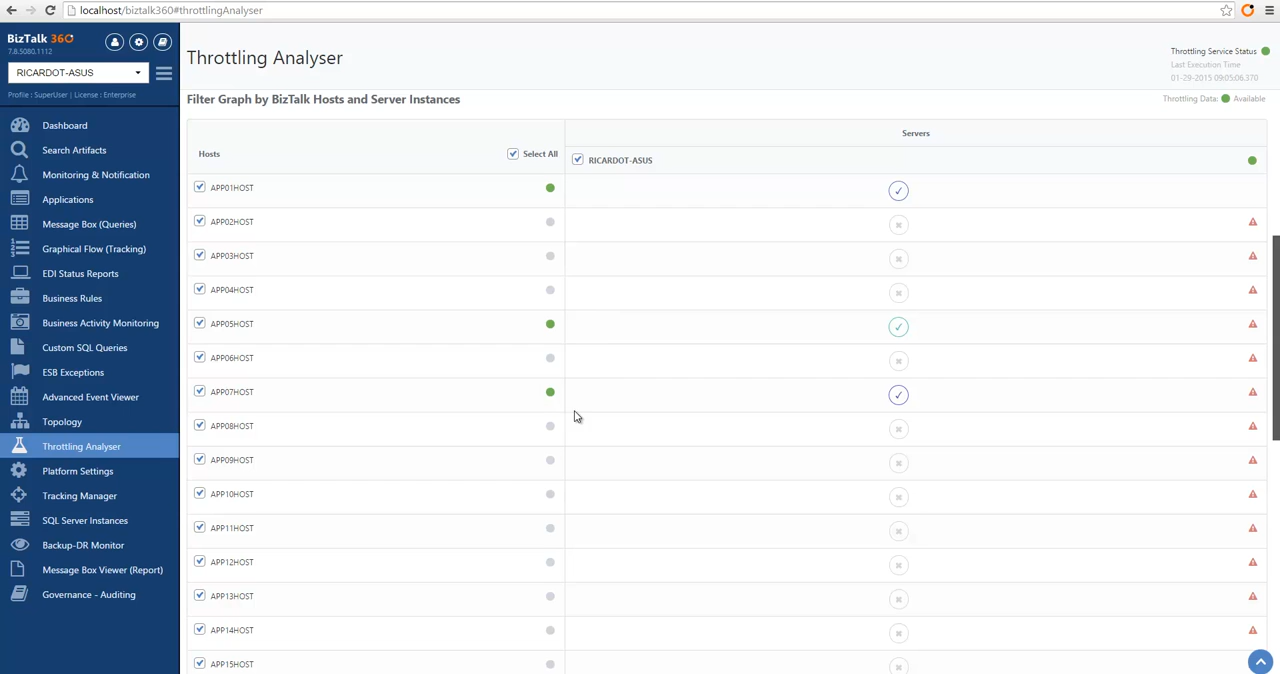 localhost/biztalk360#throttlingAnalyser
BizTalk 360
7.8.5080.1112
RICARDOT-ASUS
Profile : SuperUser | License : Enterprise
Dashboard
Search Artifacts
Monitoring & Notification
Applications
Message Box (Queries)
Graphical Flow (Tracking)
EDI Status Reports
Business Rules
Business Activity Monitoring
Custom SQL Queries
ESB Exceptions
Advanced Event Viewer
Topology
Throttling Analyser
Platform Settings
Tracking Manager
SQL Server Instances
Backup-DR Monitor
Message Box Viewer (Report)
Governance - Auditing
Throttling Analyser
Throttling Service Status
Last Execution Time
01-29-2015 09:05:06.370
Throttling Data: Available
Filter Graph by BizTalk Hosts and Server Instances
Hosts
Select All
Servers
RICARDOT-ASUS
APP01HOST
APP02HOST
APP03HOST
APP04HOST
APP05HOST
APP06HOST
APP07HOST
APP08HOST
APP09HOST
APP10HOST
APP11HOST
APP12HOST
APP13HOST
APP14HOST
APP15HOST